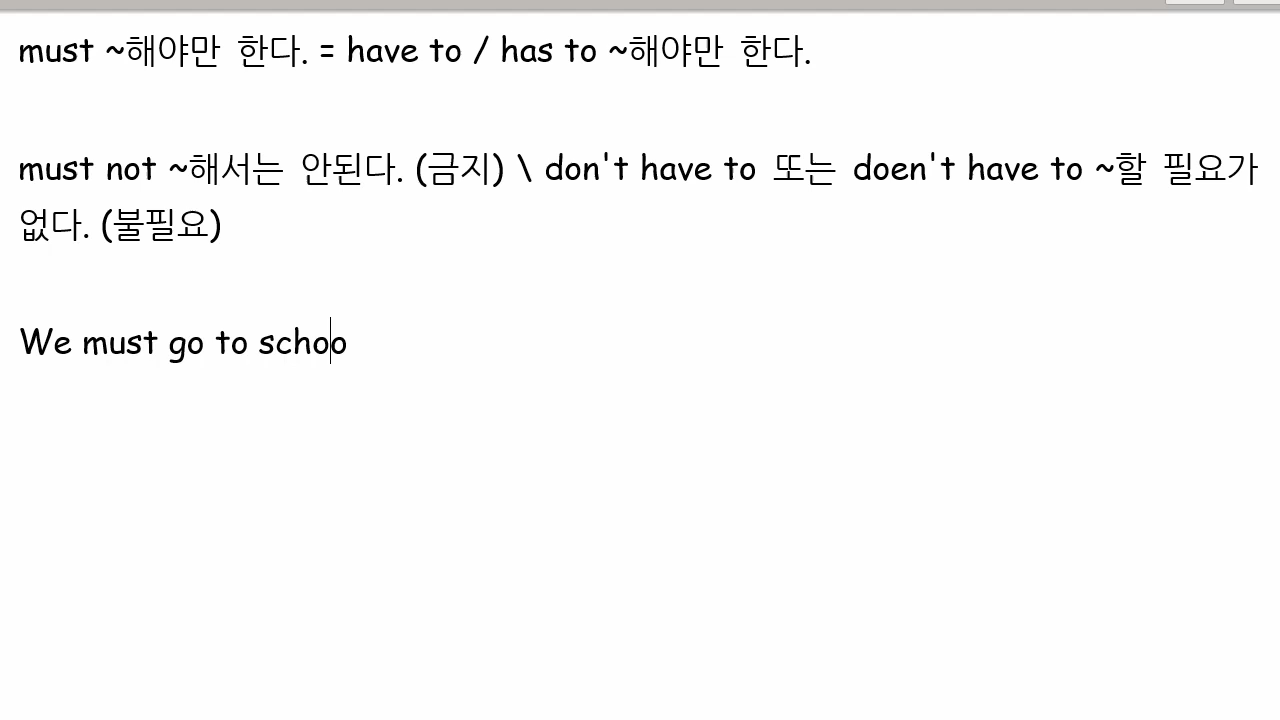 must ~해야만 한다. = have to / has to ~해야만 한다.
must not ~해서는 안된다. (금지) \ don't have to 또는 doen't have to ~할 필요가
없다. (불필요)
We must go to schoo